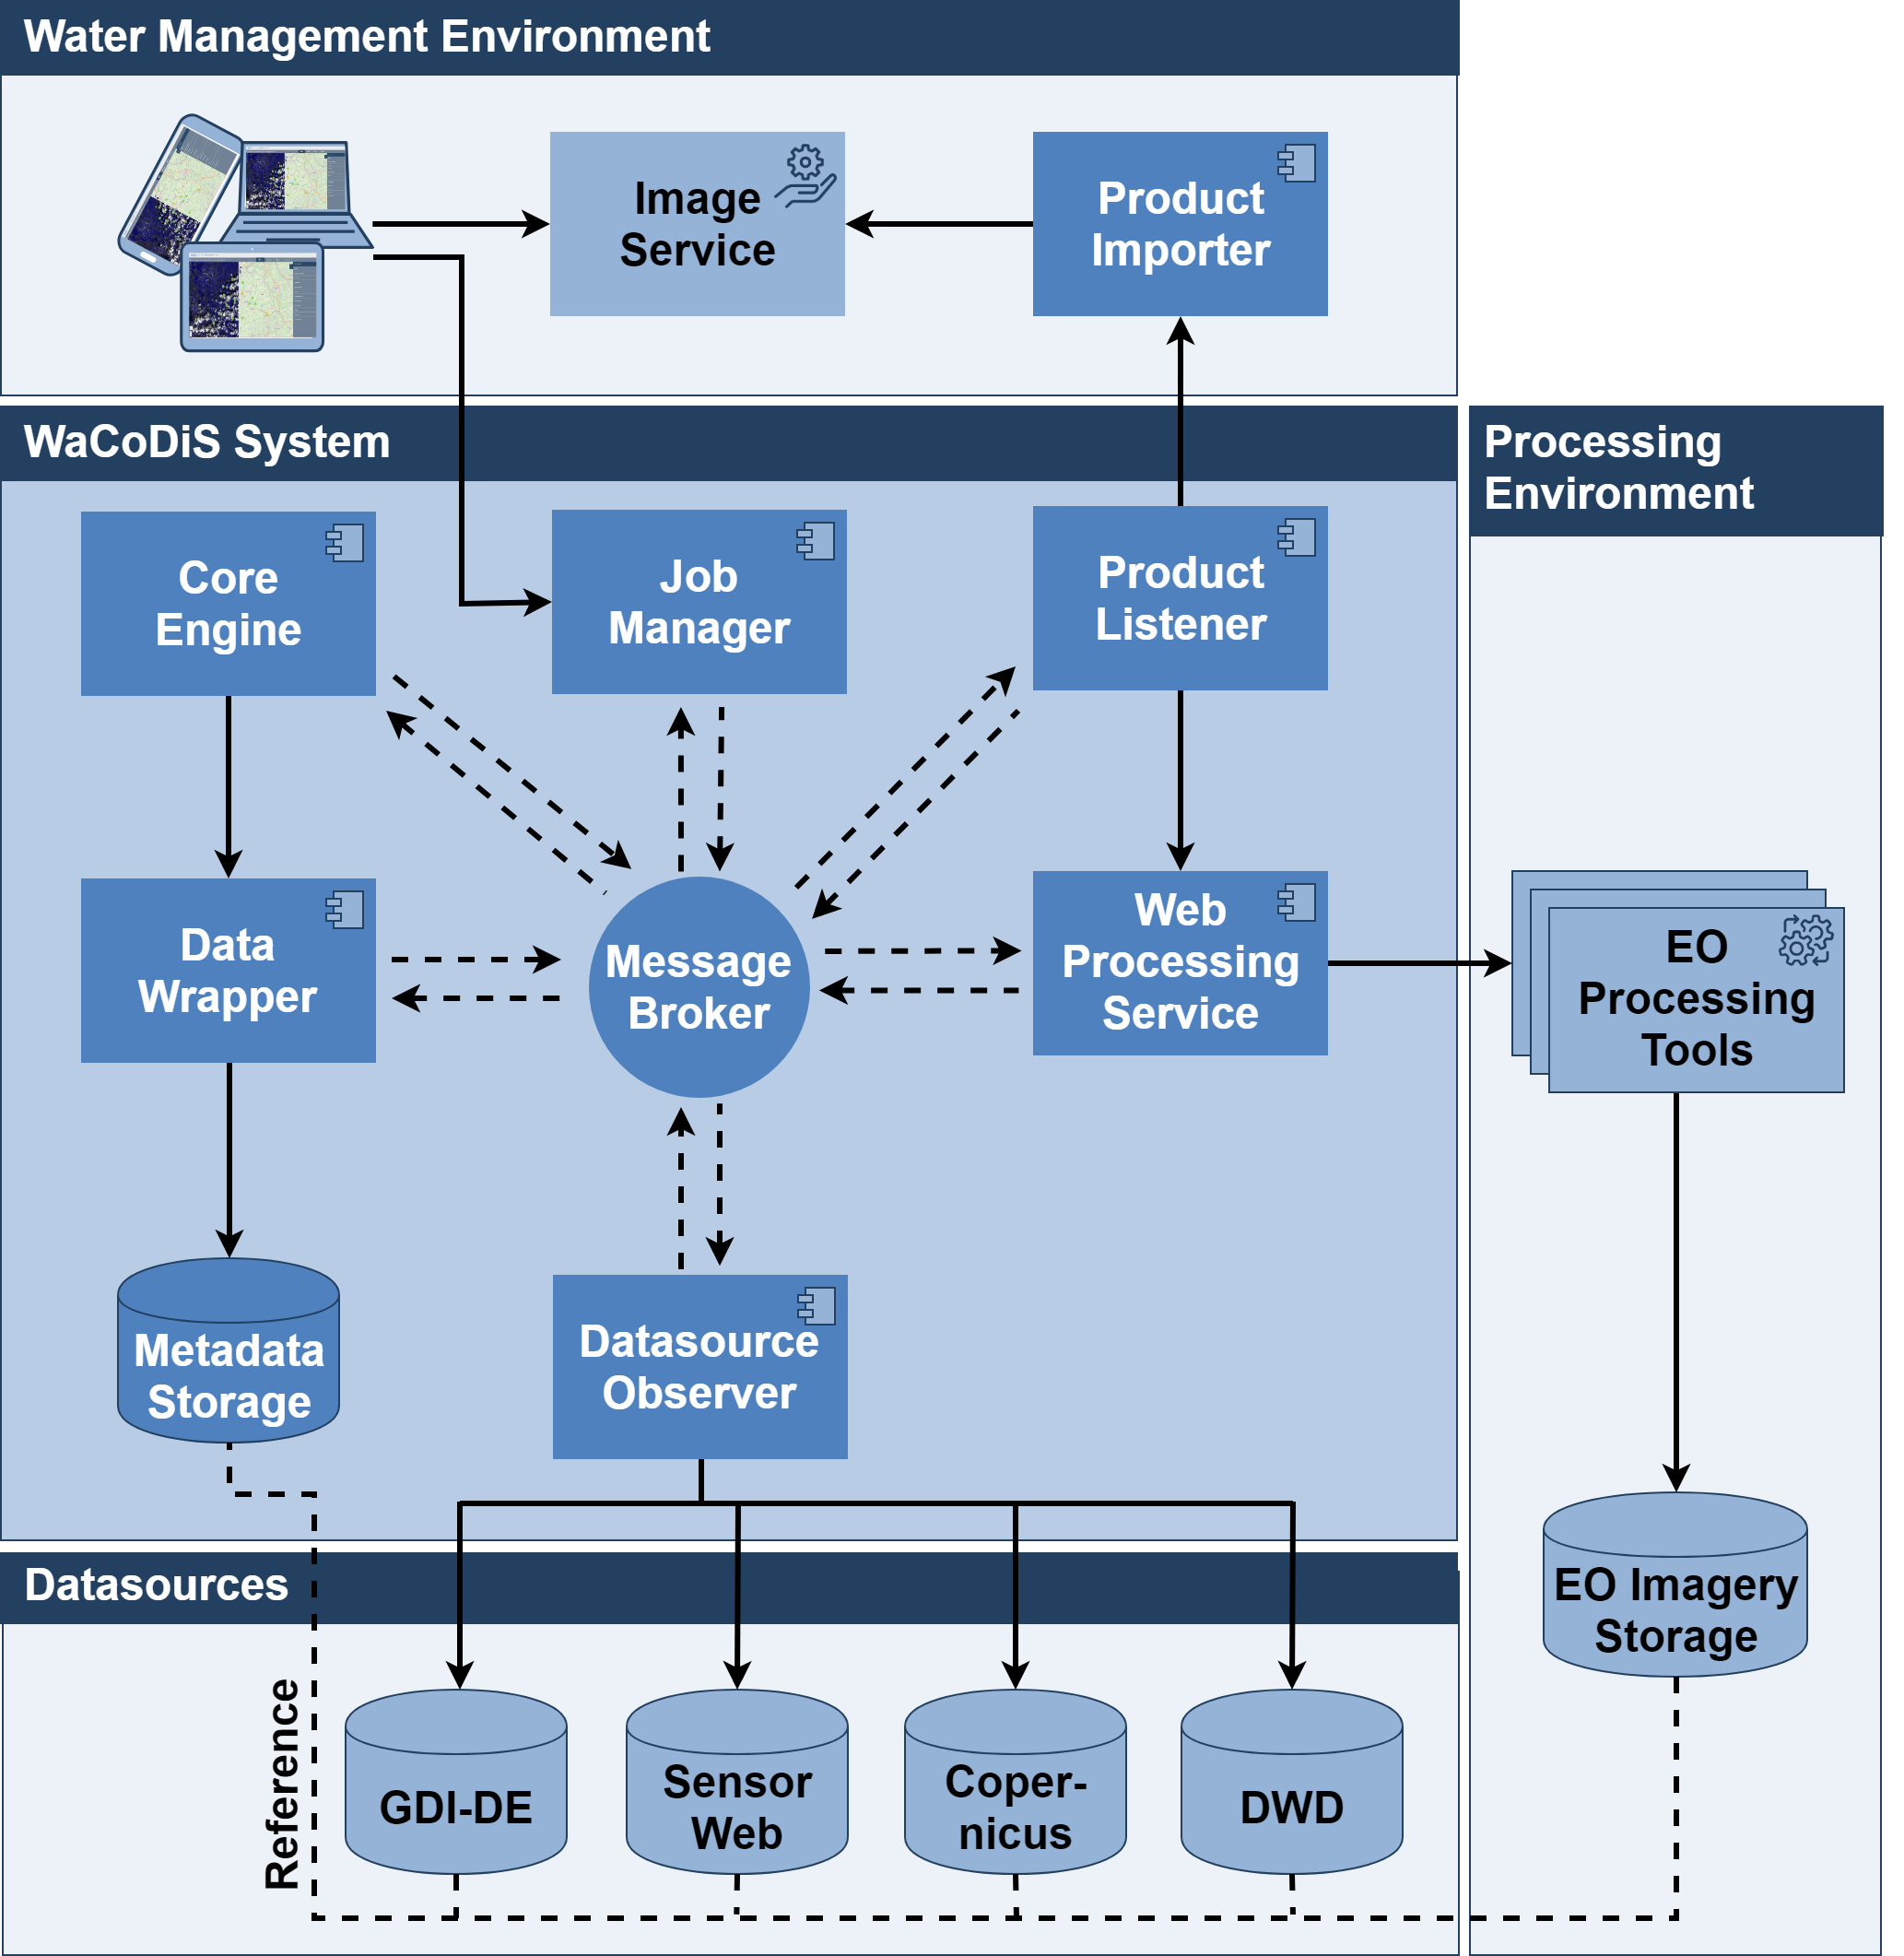 Water Management Environment
Image
Service
Product
Importer
WaCoDiS System
Core
Engine
Job
Manager
Product
Listener
Data
Wrapper
Message
Broker
Web
Processing
Service
Metadata
Storage
Datasource
Observer
Processing
Environment
EO
Processing
Tools
EO Imagery
Storage
Datasources
Reference
GDI-DE
Sensor
Web
Coper-
nicus
DWD